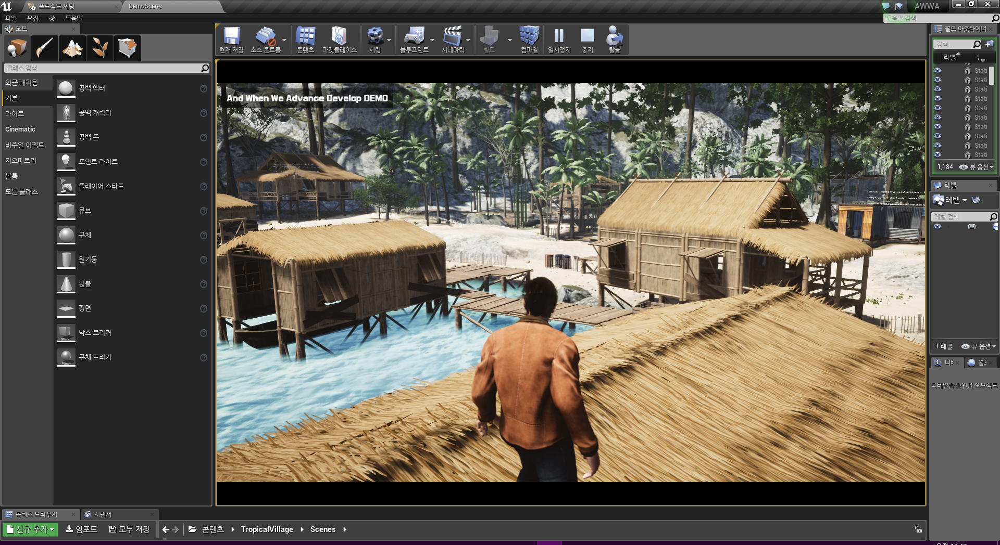 프로젝트 세팅
DemoScene
AWWA
파일 편집 창 도움말
도움말 검색
모드
현재 저장
소스 콘트롤
콘텐츠
마켓플레이스
세팅
블루프린트
시네마틱
빌드
컴파일
일시정지
중지
탈출
월드 아웃라이너
검색...
라벨
클래스 검색
최근 배치됨
기본
라이트
Cinematic
비주얼 이펙트
지오메트리
볼륨
모든 클래스
공백 액터
공백 캐릭터
공백 폰
포인트 라이트
플레이어 스타트
큐브
구체
원기둥
원뿔
평면
박스 트리거
구체 트리거
And When We Advance Develop DEMO
Stati
Stati
Stati
Stati
Stati
Stati
Stati
Stati
Stati
Stati
1,184 뷰 옵션
레벨
레벨
레벨 검색
1 레벨 뷰 옵션
디테일을 확인할 오브젝트
콘텐츠 브라우저
시퀀서
신규 추가
임포트
모두 저장
콘텐츠
TropicalVillage
Scenes